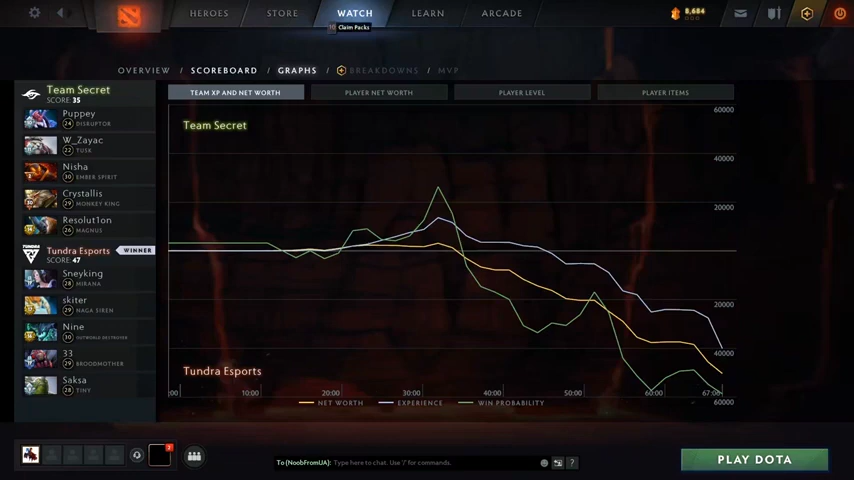 HEROES STORE WATCH LEARN ARCADE
10 Claim Packs
8,684
OVERVIEW / SCOREBOARD / GRAPHS / BREAKDOWNS / MVP
TEAM XP AND NET WORTH PLAYER NET WORTH PLAYER LEVEL PLAYER ITEMS
Team Secret
SCORE: 35
Puppey
24 DISRUPTOR
W_Zayac
22 TUSK
Nisha
30 EMBER SPIRIT
Crystallis
29 MONKEY KING
Resolut1on
26 MAGNUS
TUNDRA
Tundra Esports WINNER
SCORE: 47
Sneyking
28 MIRANA
skiter
29 NAGA SIREN
Nine
30 OUTWORLD DESTROYER
33
29 BROODMOTHER
Saksa
28 TINY
Team Secret
60000
40000
20000
20000
40000
60000
Tundra Esports
:00 10:00 20:00 30:00 40:00 50:00 60:00 67:08
NET WORTH EXPERIENCE WIN PROBABILITY
2
To (NoobFromUA): Type here to chat. Use '/' for commands.
?
PLAY DOTA